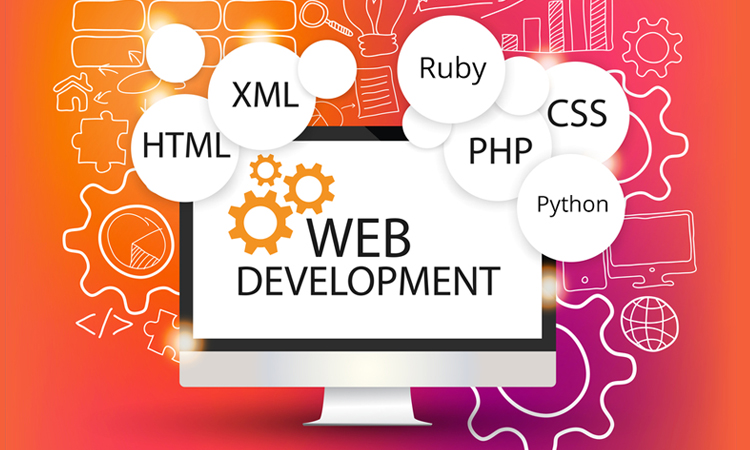 Ruby
XML
CSS
HTML
PHP
Python
WEB
DEVELOPMENT
</>